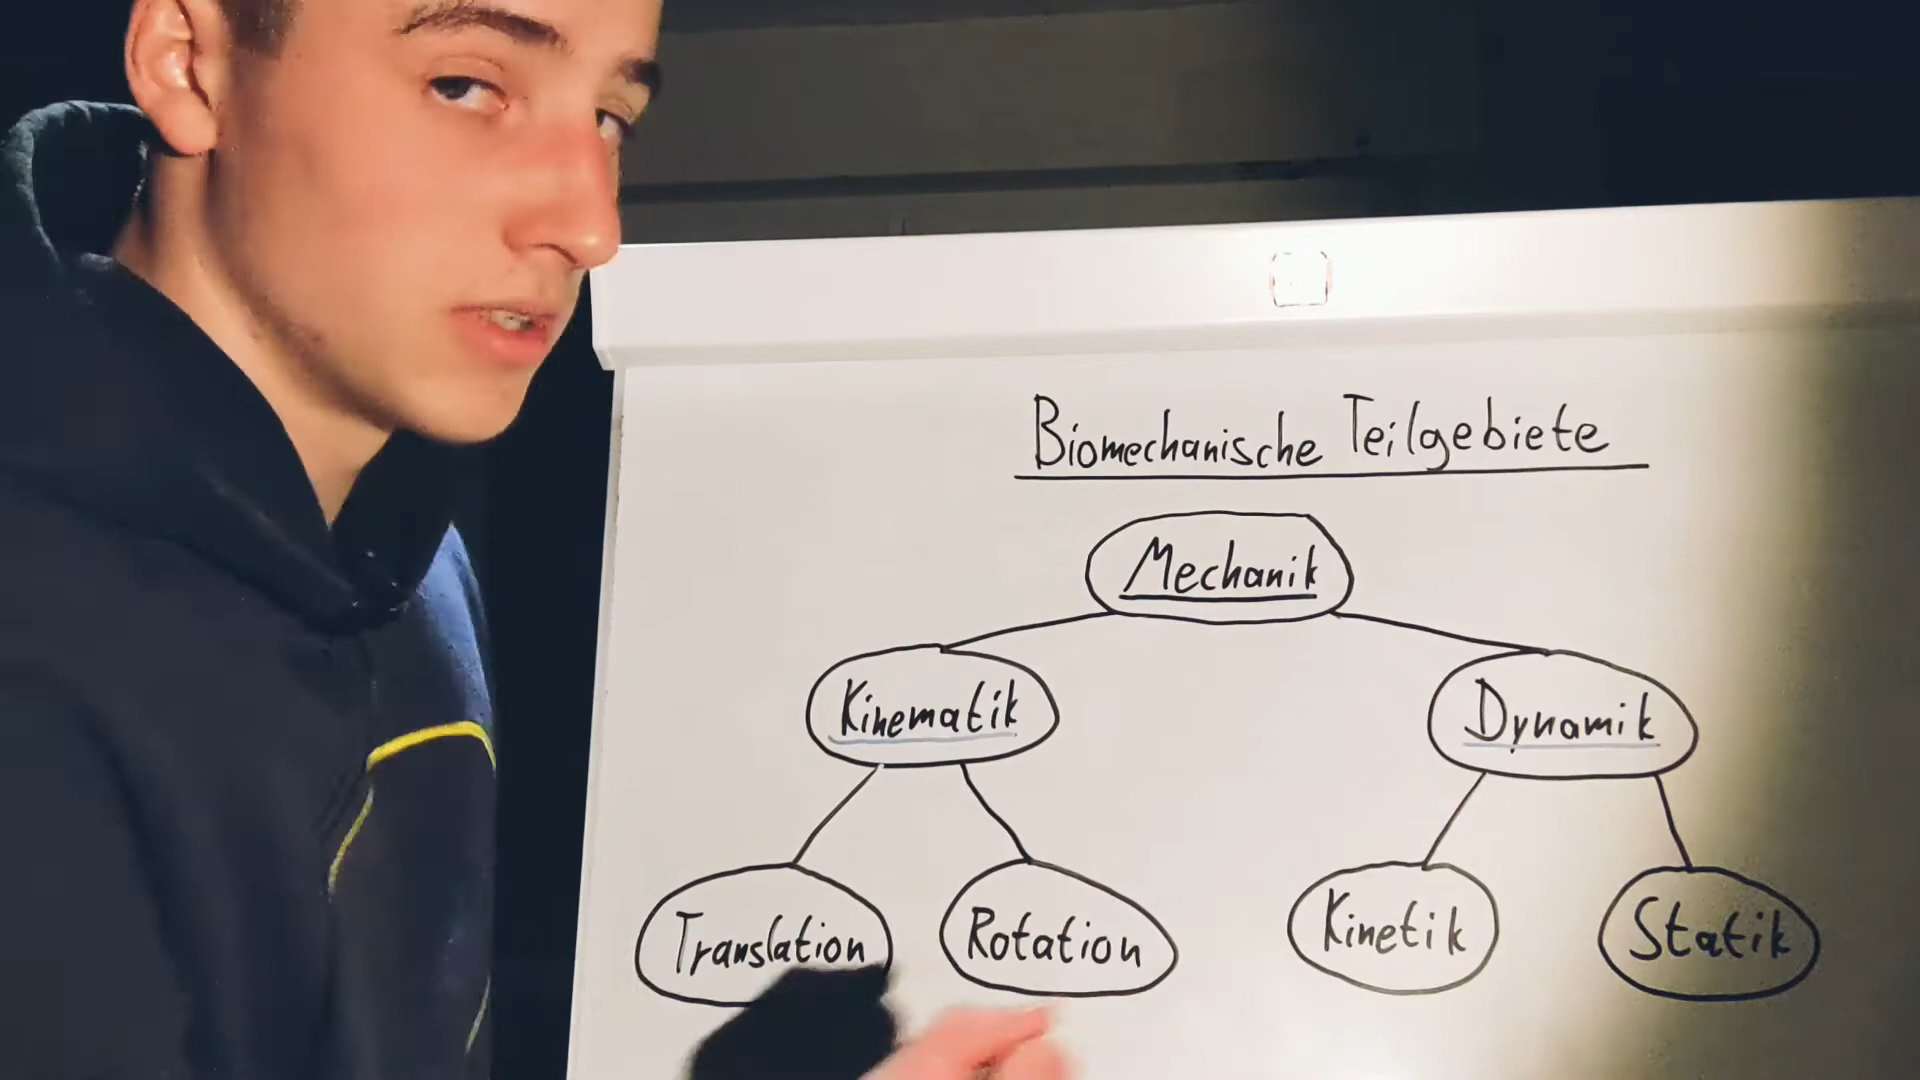 Biomechanische Teilgebiete
Mechanik
Kinematik
Dynamik
Translation
Rotation
Kinetik
Statik